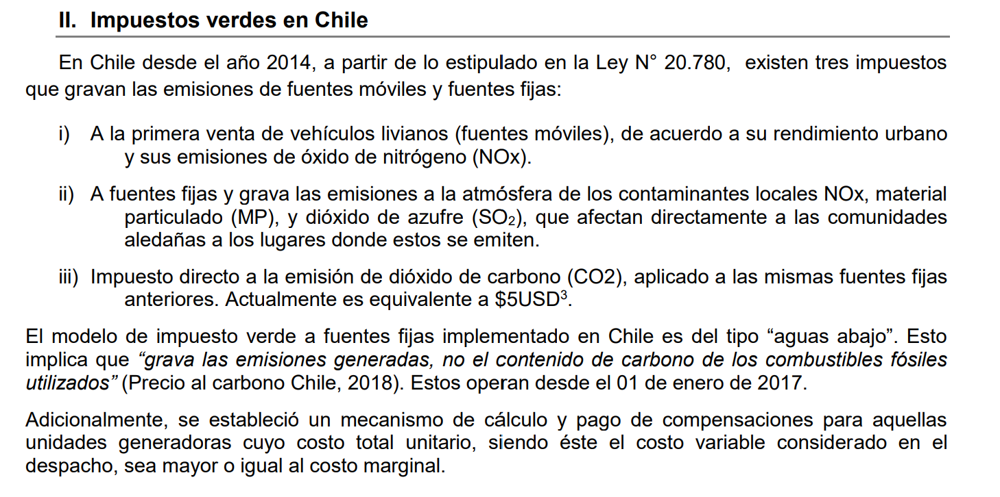 II. Impuestos verdes en Chile
En Chile desde el año 2014, a partir de lo estipulado en la Ley N° 20.780, existen tres impuestos
que gravan las emisiones de fuentes móviles y fuentes fijas:
i) A la primera venta de vehículos livianos (fuentes móviles), de acuerdo a su rendimiento urbano
y sus emisiones de óxido de nitrógeno (NOx).
ii) A fuentes fijas y grava las emisiones a la atmósfera de los contaminantes locales NOx, material
particulado (MP), y dióxido de azufre (SO₂), que afectan directamente a las comunidades
aledañas a los lugares donde estos se emiten.
iii) Impuesto directo a la emisión de dióxido de carbono (CO2), aplicado a las mismas fuentes fijas
anteriores. Actualmente es equivalente a $5USD³.
El modelo de impuesto verde a fuentes fijas implementado en Chile es del tipo “aguas abajo”. Esto
implica que “grava las emisiones generadas, no el contenido de carbono de los combustibles fósiles
utilizados” (Precio al carbono Chile, 2018). Estos operan desde el 01 de enero de 2017.
Adicionalmente, se estableció un mecanismo de cálculo y pago de compensaciones para aquellas
unidades generadoras cuyo costo total unitario, siendo éste el costo variable considerado en el
despacho, sea mayor o igual al costo marginal.